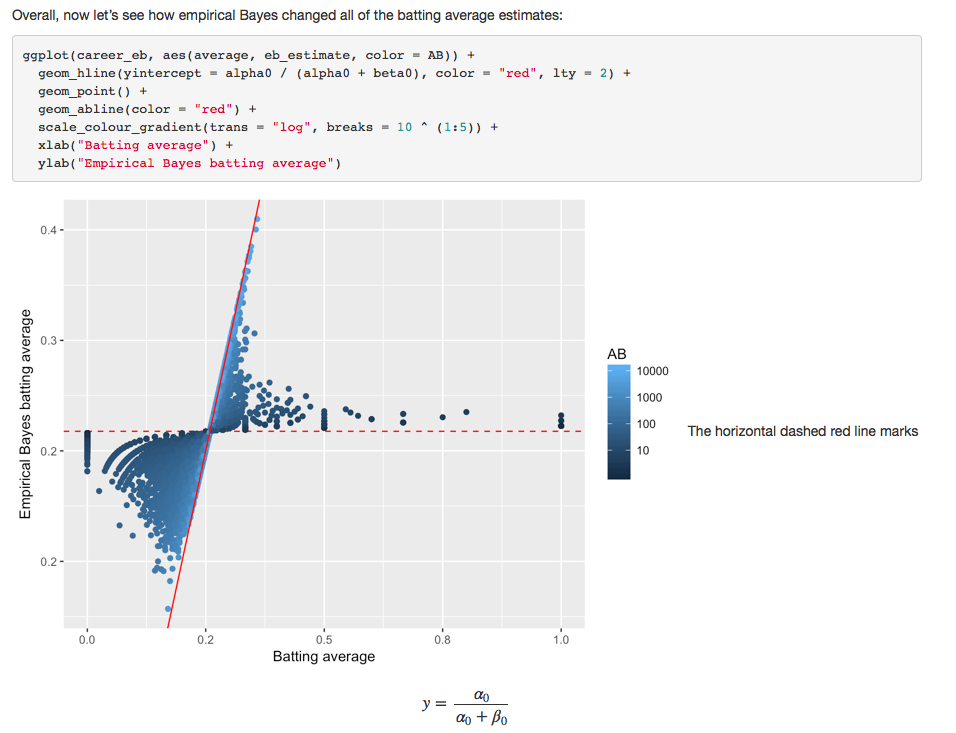 Overall, now let's see how empirical Bayes changed all of the batting average estimates:
ggplot(career_eb, aes(average, eb_estimate, color = AB)) +
  geom_hline(yintercept = alpha0 / (alpha0 + beta0), color = "red", lty = 2) +
  geom_point() +
  geom_abline(color = "red") +
  scale_colour_gradient(trans = "log", breaks = 10 ^ (1:5)) +
  xlab("Batting average") +
  ylab("Empirical Bayes batting average")
Empirical Bayes batting average
0.4
0.3
0.2
0.2
0.0 0.2 0.5 0.8 1.0
Batting average
AB
10000
1000
100
10
The horizontal dashed red line marks
y = α0 / (α0 + β0)